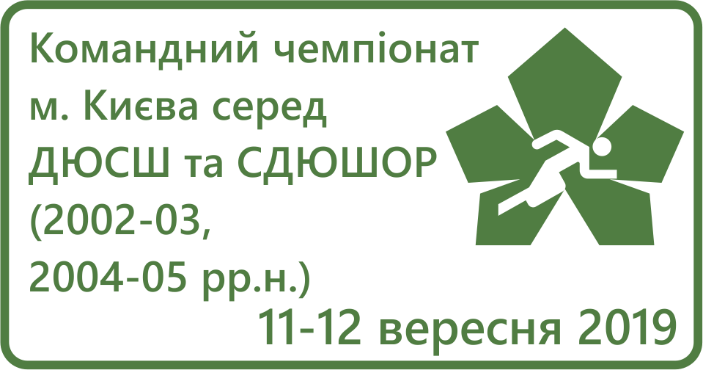 Командний чемпіонат
м. Києва серед
ДЮСШ та СДЮШОР
(2002-03,
2004-05 рр.н.)
11-12 вересня 2019